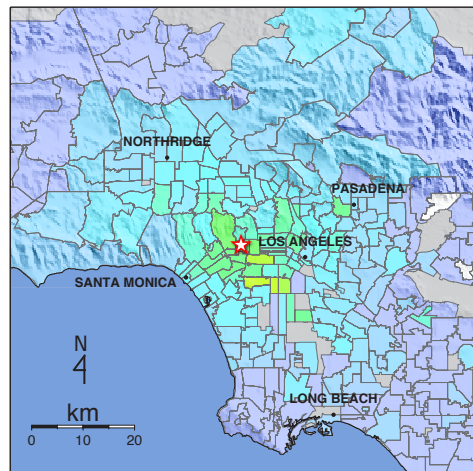 NORTHRIDGE
PASADENA
LOS ANGELES
SANTA MONICA
N
LONG BEACH
km
0 10 20